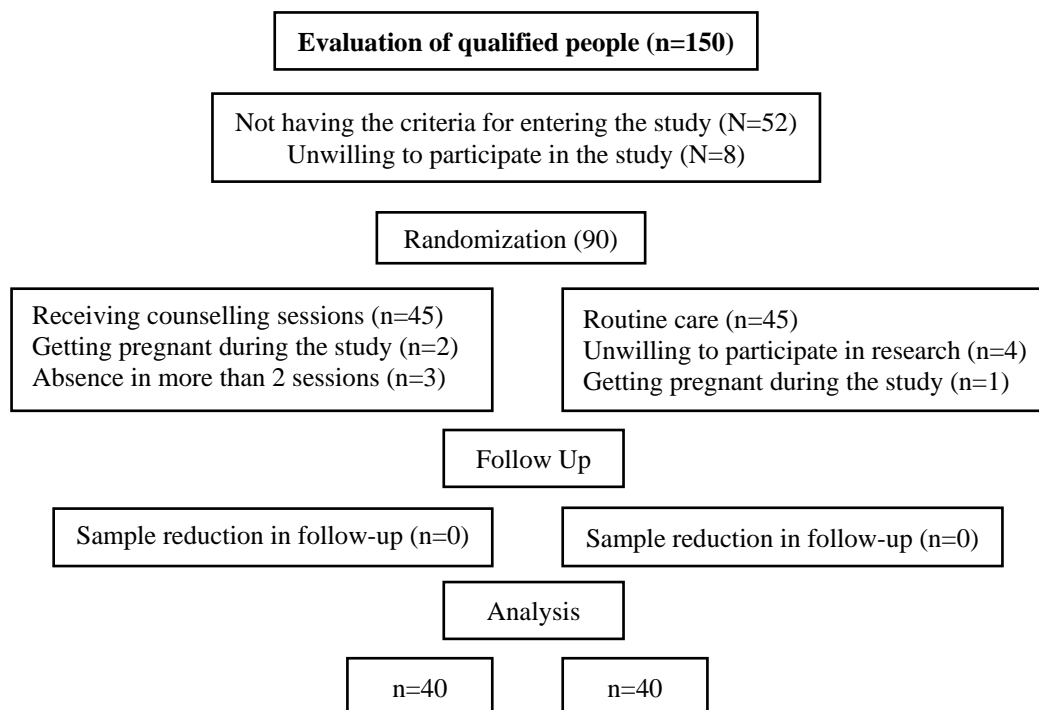 Evaluation of qualified people (n=150)
Not having the criteria for entering the study (N=52)
Unwilling to participate in the study (N=8)
Randomization (90)
Receiving counselling sessions (n=45)
Getting pregnant during the study (n=2)
Absence in more than 2 sessions (n=3)
Routine care (n=45)
Unwilling to participate in research (n=4)
Getting pregnant during the study (n=1)
Follow Up
Sample reduction in follow-up (n=0)
Sample reduction in follow-up (n=0)
Analysis
n=40
n=40